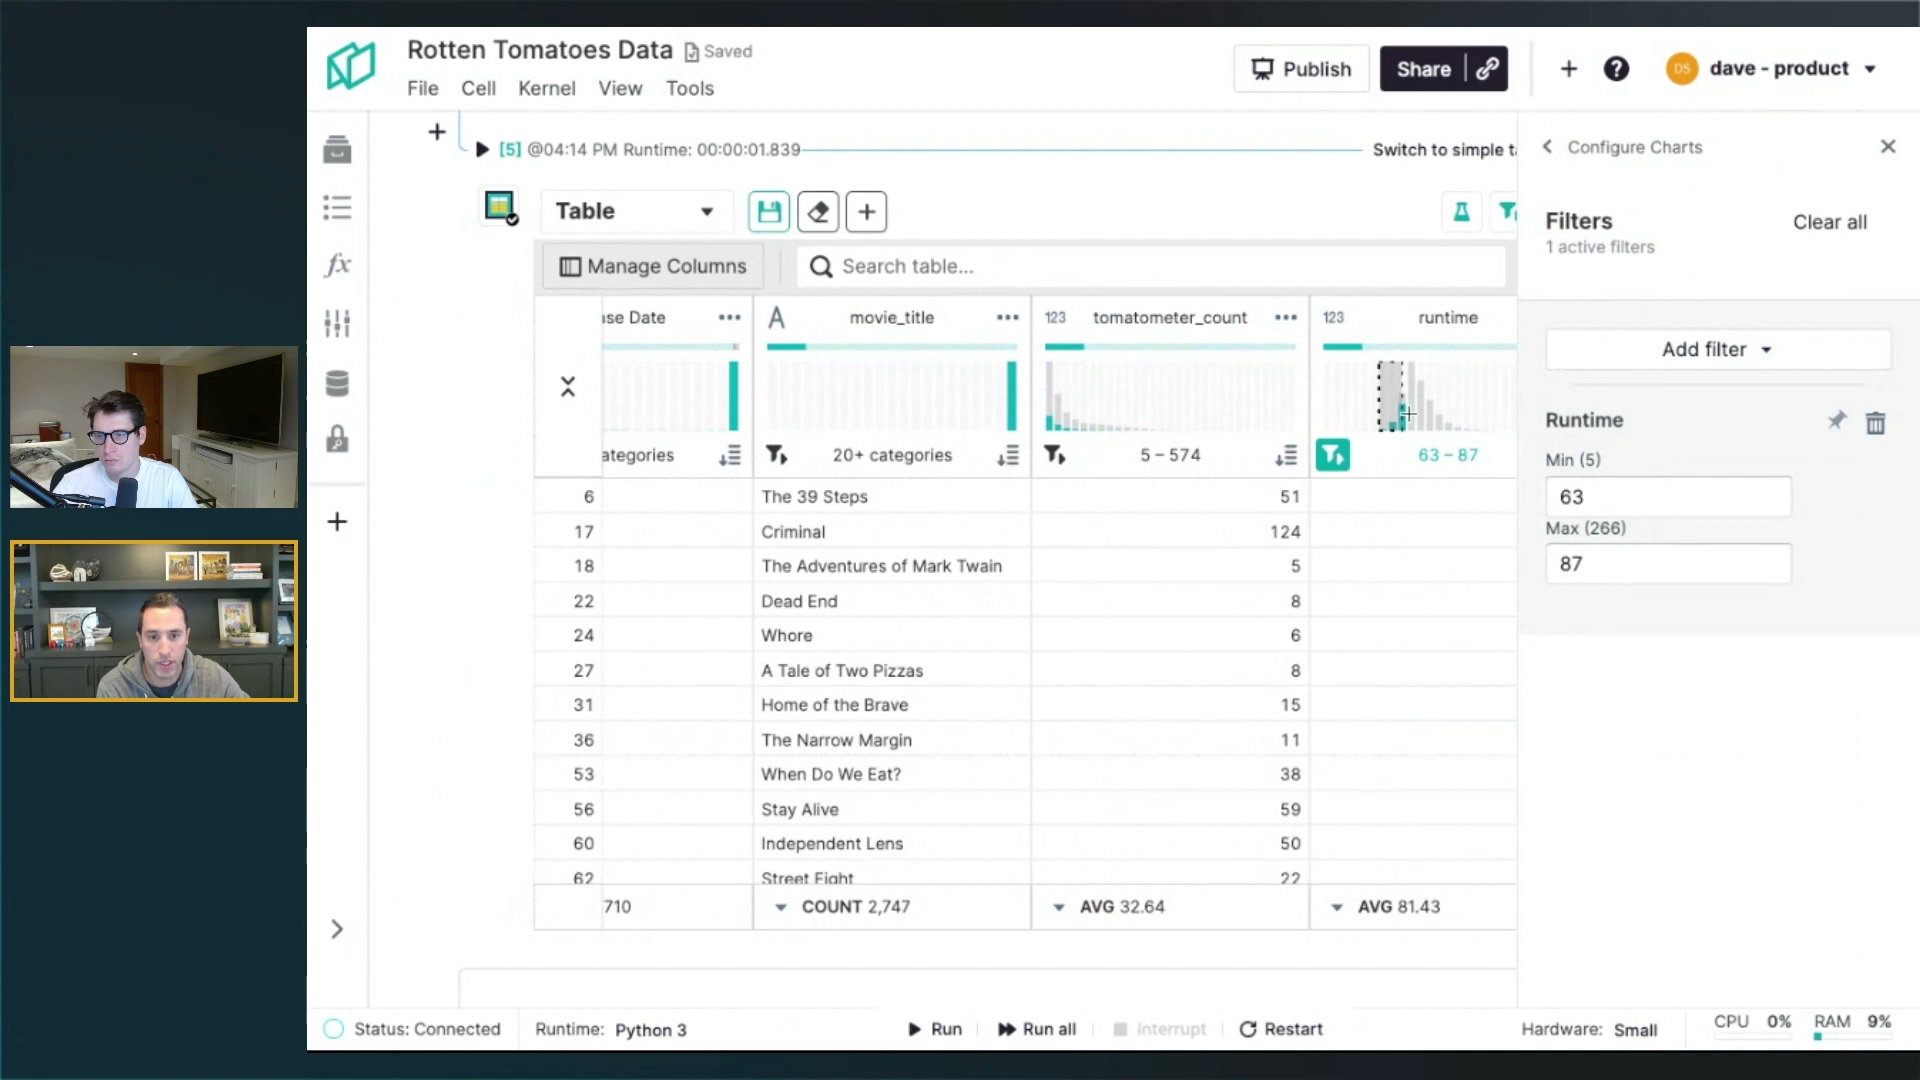 Rotten Tomatoes Data
Saved
File Cell Kernel View Tools
Publish
Share
DS
dave - product
[5] @04:14 PM Runtime: 00:00:01.839
Switch to simple ta
Configure Charts
Table
Filters
1 active filters
Clear all
Manage Columns
Search table...
ase Date
A movie_title
123 tomatometer_count
123 runtime
Add filter
ategories
20+ categories
5 – 574
63 – 87
Runtime
Min (5)
63
Max (266)
87
6 The 39 Steps 51
17 Criminal 124
18 The Adventures of Mark Twain 5
22 Dead End 8
24 Whore 6
27 A Tale of Two Pizzas 8
31 Home of the Brave 15
36 The Narrow Margin 11
53 When Do We Eat? 38
56 Stay Alive 59
60 Independent Lens 50
62 Street Fight 22
710 COUNT 2,747 AVG 32.64 AVG 81.43
Status: Connected Runtime: Python 3 Run Run all Interrupt Restart Hardware: Small CPU 0% RAM 9%